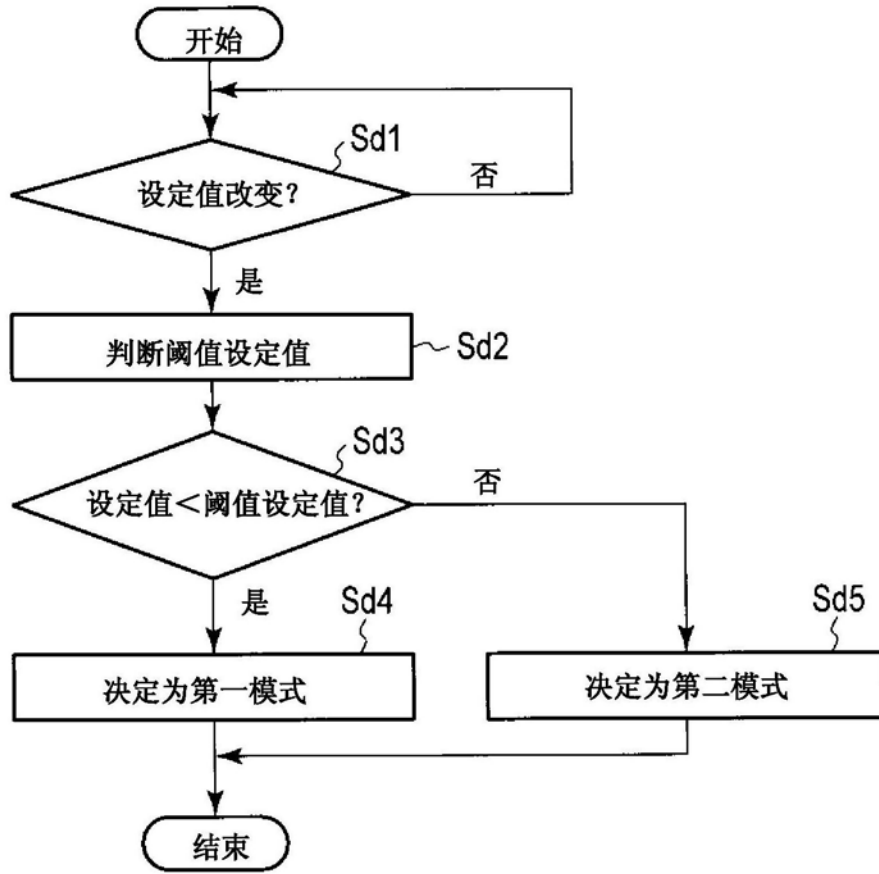 开始
Sd1
设定值改变?
否
是
判断阈值设定值
Sd2
Sd3
设定值＜阈值设定值?
否
是
Sd4
Sd5
决定为第一模式
决定为第二模式
结束